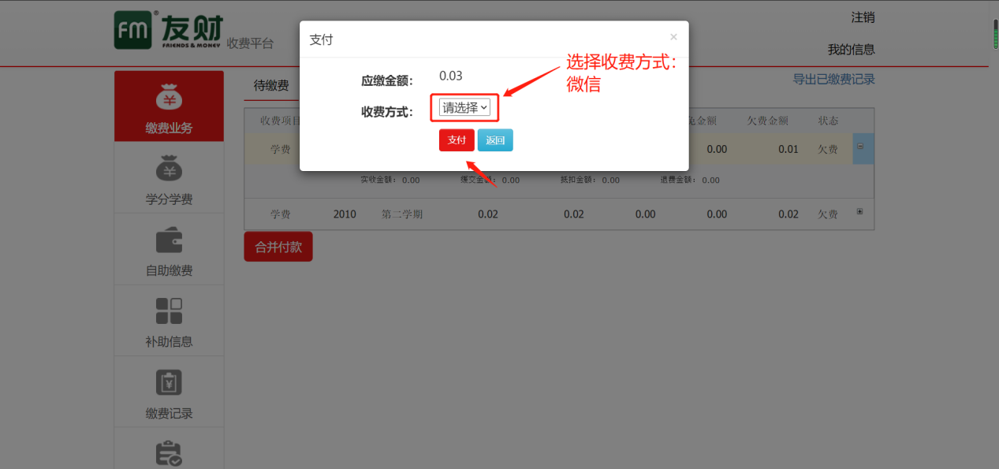 FM® 友财
FRIENDS & MONEY
收费平台
注销
我的信息
支付 ×
应缴金额: 0.03
收费方式: 请选择
支付 返回
选择收费方式:
微信
缴费业务
学分学费
自助缴费
补助信息
缴费记录
待缴费 导出已缴费记录
收费项目 免金额 欠费金额 状态
学费 0.00 0.01 欠费
实收金额: 0.00 缓交金额: 0.00 抵扣金额: 0.00 退费金额: 0.00
学费 2010 第二学期 0.02 0.02 0.00 0.00 0.02 欠费
合并付款